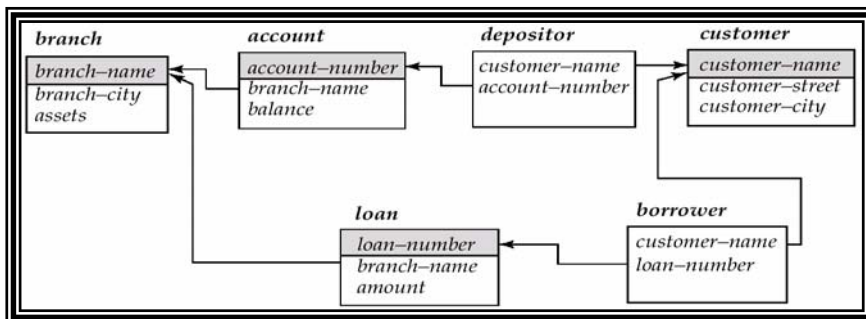 branch
branch–name
branch–city
assets
account
account–number
branch–name
balance
depositor
customer–name
account–number
customer
customer–name
customer–street
customer–city
loan
loan–number
branch–name
amount
borrower
customer–name
loan–number